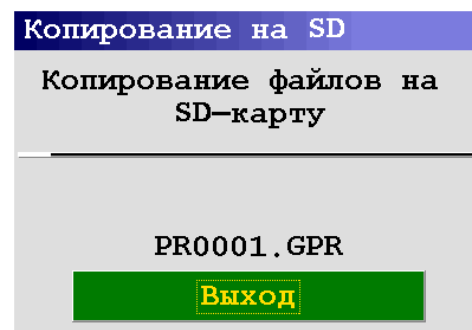 Копирование на SD
Копирование файлов на
SD—карту
PR0001.GPR
Выход